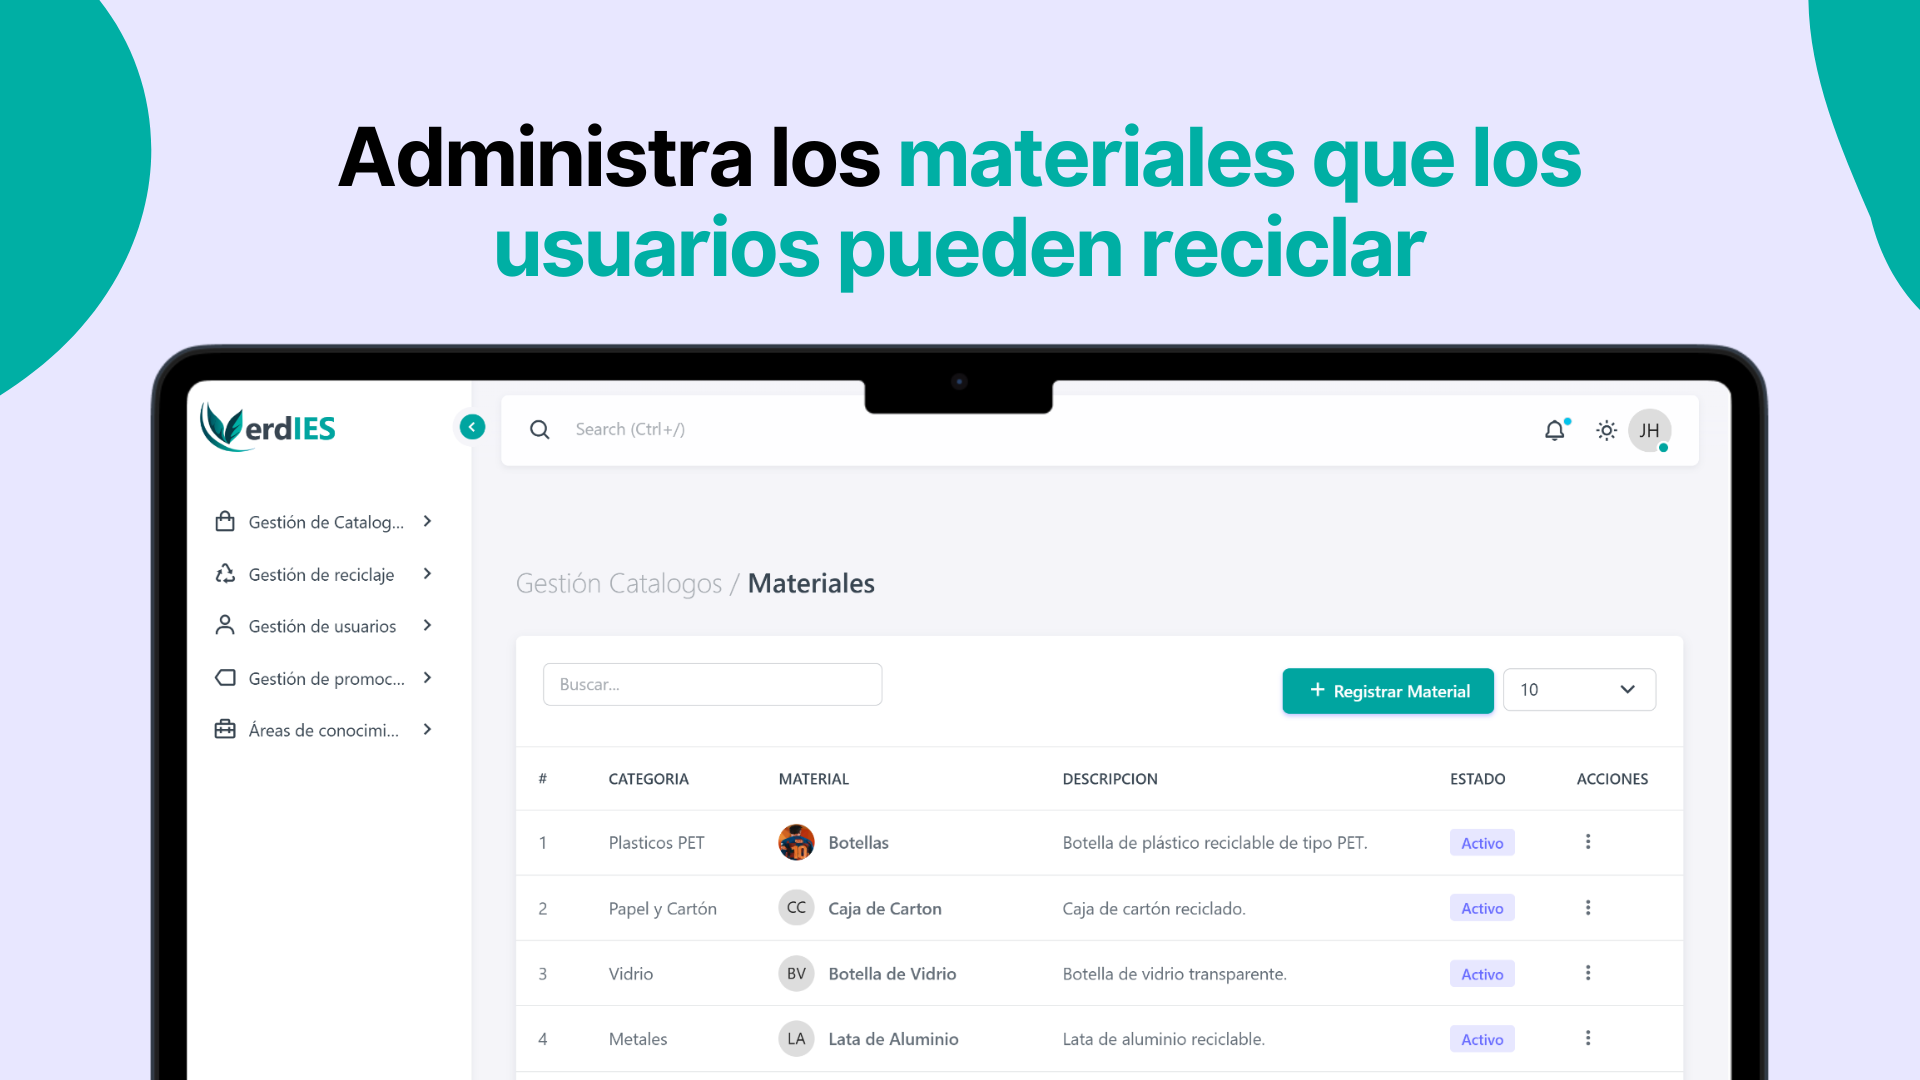 Administra los materiales que los
usuarios pueden reciclar
VerdIES
Search (Ctrl+/)
JH
Gestión de Catalog...
Gestión de reciclaje
Gestión de usuarios
Gestión de promoc...
Áreas de conocimi...
Gestión Catalogos / Materiales
Buscar...
+ Registrar Material
10
# CATEGORIA MATERIAL DESCRIPCION ESTADO ACCIONES
1 Plasticos PET 10 Botellas Botella de plástico reciclable de tipo PET. Activo
2 Papel y Cartón CC Caja de Carton Caja de cartón reciclado. Activo
3 Vidrio BV Botella de Vidrio Botella de vidrio transparente. Activo
4 Metales LA Lata de Aluminio Lata de aluminio reciclable. Activo